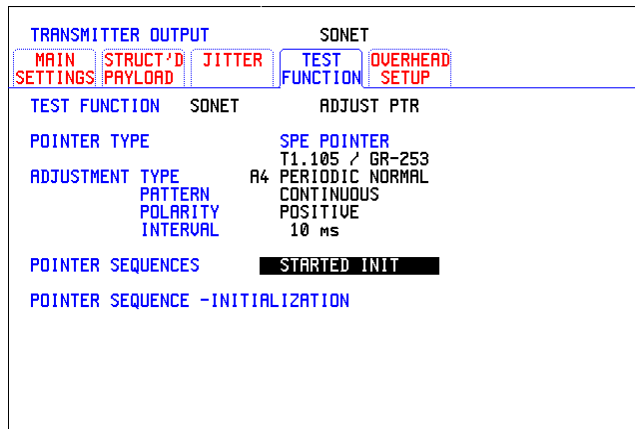 TRANSMITTER OUTPUT SONET
MAIN SETTINGS STRUCT'D PAYLOAD JITTER TEST FUNCTION OVERHEAD SETUP
TEST FUNCTION SONET ADJUST PTR
POINTER TYPE SPE POINTER
T1.105 / GR-253
ADJUSTMENT TYPE A4 PERIODIC NORMAL
PATTERN CONTINUOUS
POLARITY POSITIVE
INTERVAL 10 ms
POINTER SEQUENCES STARTED INIT
POINTER SEQUENCE -INITIALIZATION